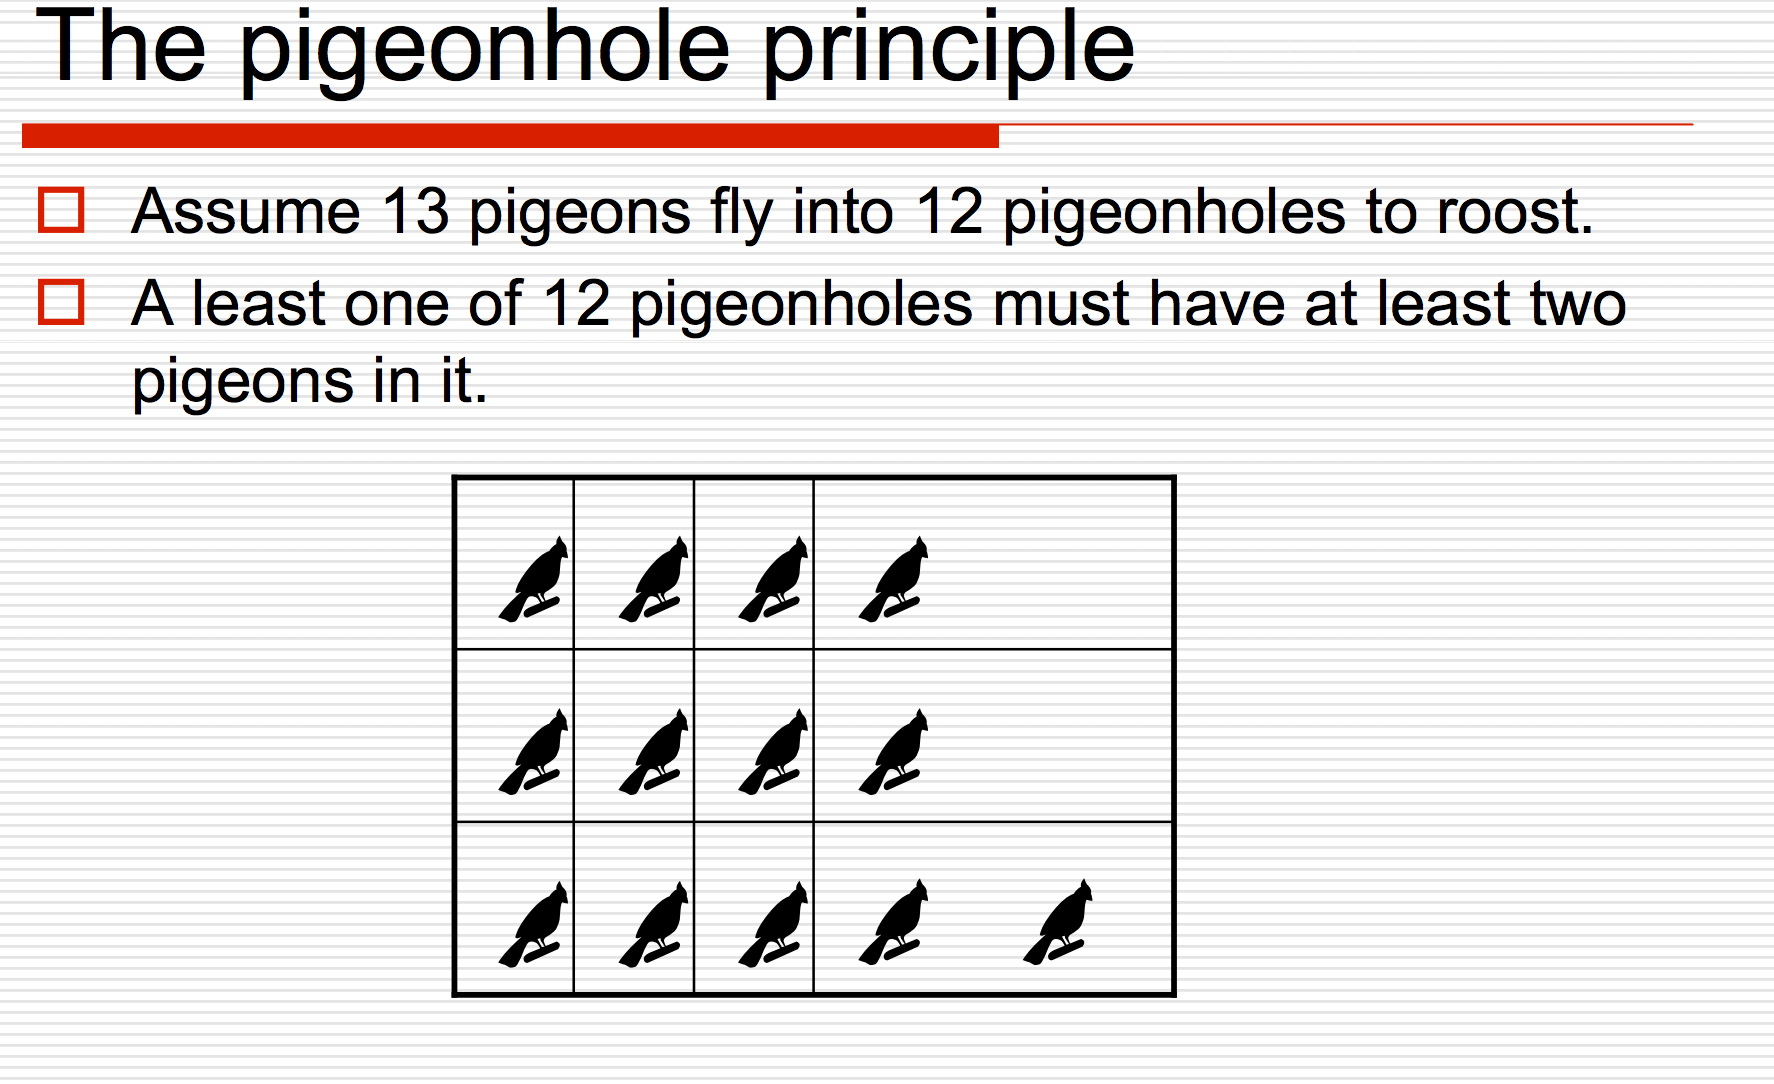 The pigeonhole principle
Assume 13 pigeons fly into 12 pigeonholes to roost.
A least one of 12 pigeonholes must have at least two
pigeons in it.